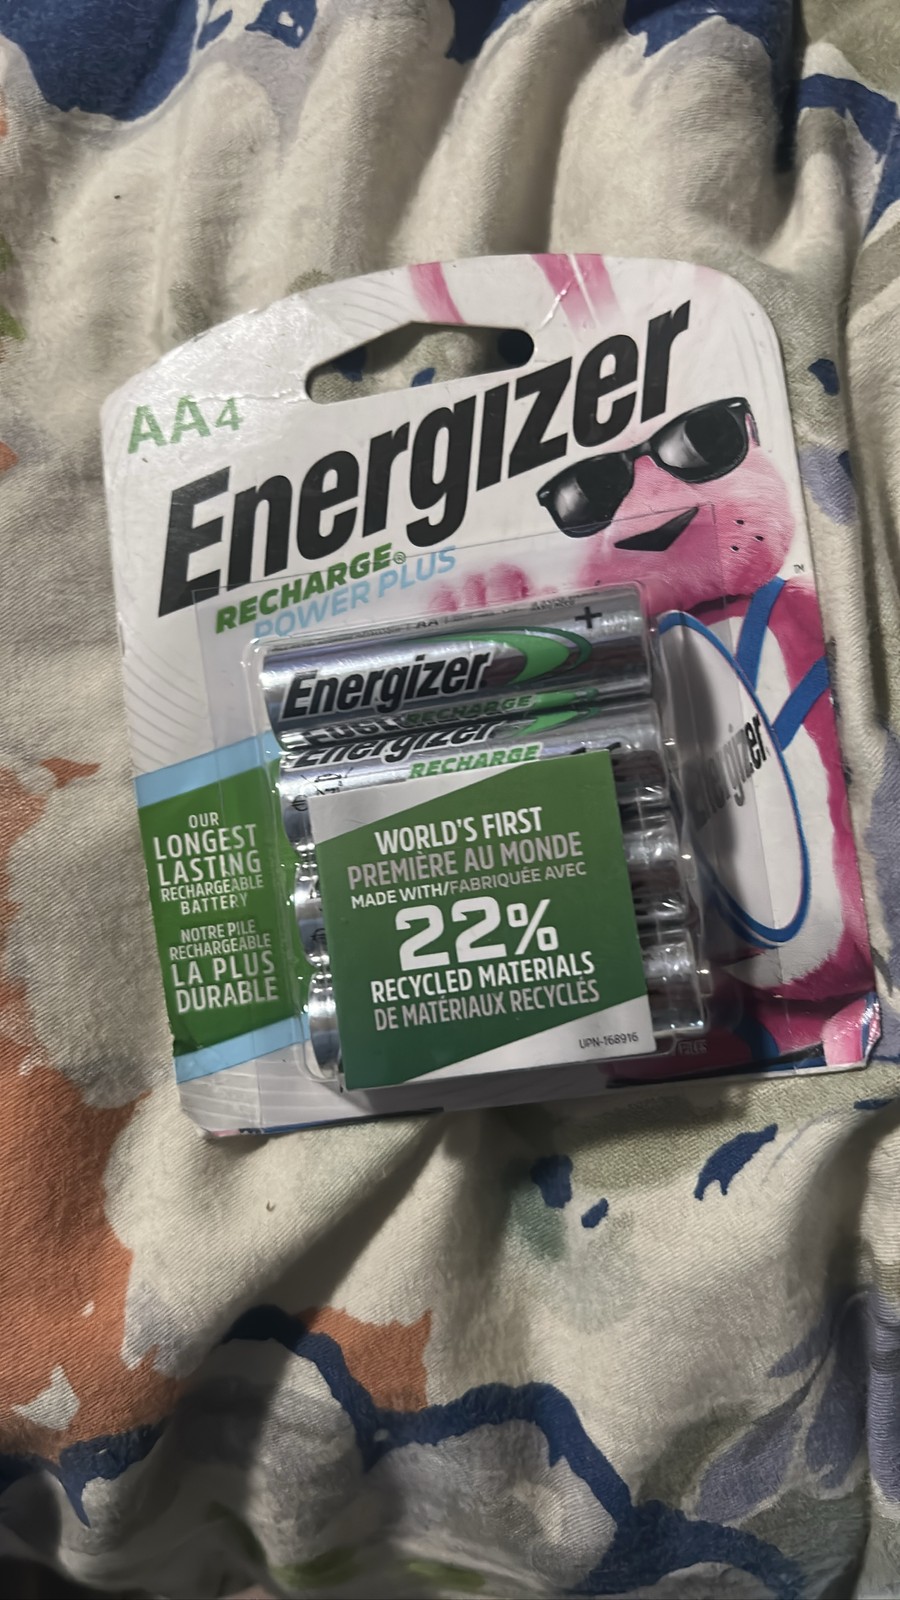 AA4
Energizer
RECHARGE®
POWER PLUS
AA
+
Energizer
RECHARGE
Energizer
RECHARGE
™
Energizer
OUR
LONGEST
LASTING
RECHARGEABLE
BATTERY
NOTRE PILE
RECHARGEABLE
LA PLUS
DURABLE
WORLD'S FIRST
PREMIÈRE AU MONDE
MADE WITH/FABRIQUÉE AVEC
22%
RECYCLED MATERIALS
DE MATÉRIAUX RECYCLÉS
UPN-168916